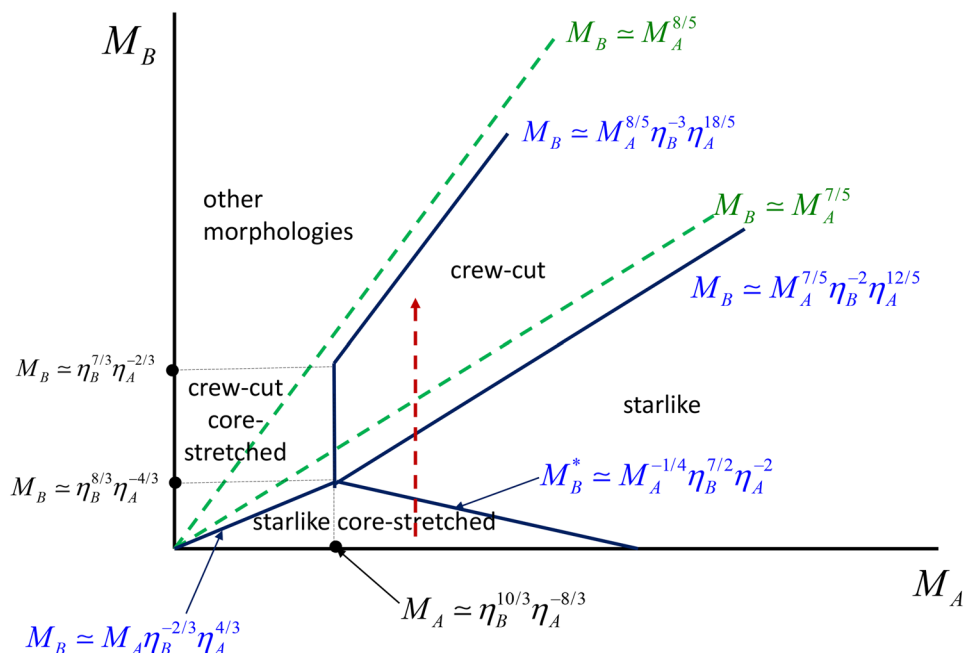 M_B
M_B ≃ M_A^{8/5}
M_B ≃ M_A^{8/5} η_B^{-3} η_A^{18/5}
other
morphologies
M_B ≃ M_A^{7/5}
crew-cut
M_B ≃ M_A^{7/5} η_B^{-2} η_A^{12/5}
M_B ≃ η_B^{7/3} η_A^{-2/3}
crew-cut
core-
stretched
starlike
M_B ≃ η_B^{8/3} η_A^{-4/3}
M_B^* ≃ M_A^{-1/4} η_B^{7/2} η_A^{-2}
starlike core-stretched
M_A
M_A ≃ η_B^{10/3} η_A^{-8/3}
M_B ≃ M_A η_B^{-2/3} η_A^{4/3}